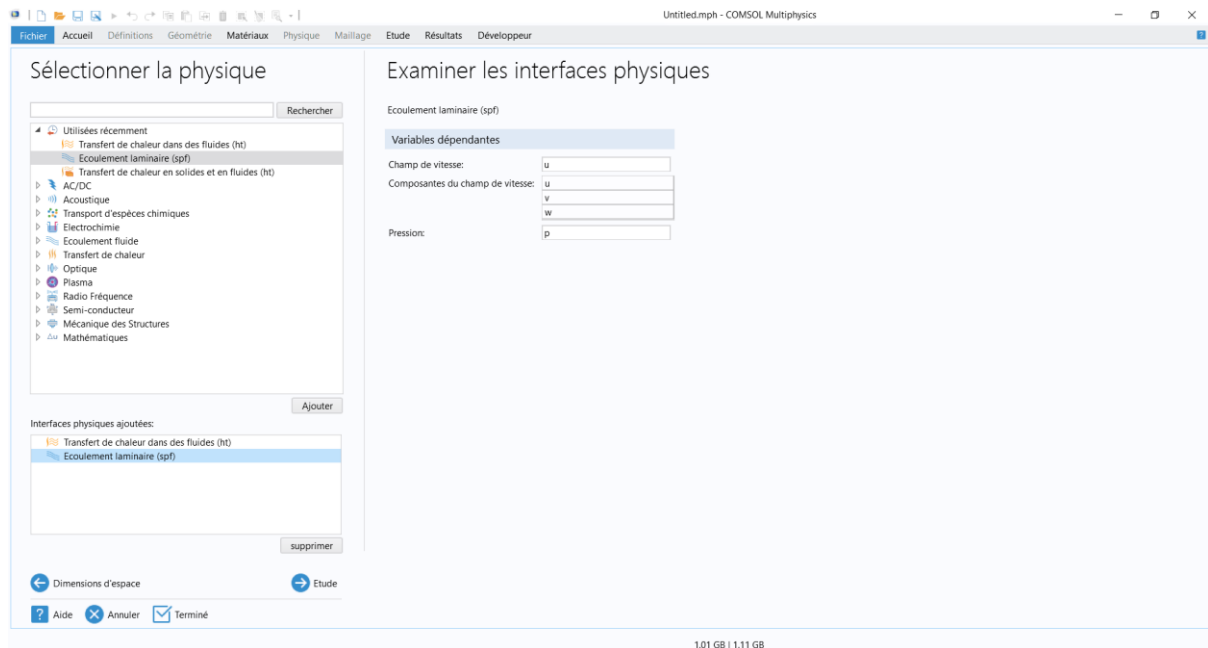 Untitled.mph - COMSOL Multiphysics
Fichier Accueil Définitions Géométrie Matériaux Physique Maillage Etude Résultats Développeur
Sélectionner la physique
Rechercher
Utilisées récemment
Transfert de chaleur dans des fluides (ht)
Ecoulement laminaire (spf)
Transfert de chaleur en solides et en fluides (ht)
AC/DC
Acoustique
Transport d'espèces chimiques
Electrochimie
Ecoulement fluide
Transfert de chaleur
Optique
Plasma
Radio Fréquence
Semi-conducteur
Mécanique des Structures
Δu Mathématiques
Ajouter
Interfaces physiques ajoutées:
Transfert de chaleur dans des fluides (ht)
Ecoulement laminaire (spf)
supprimer
Dimensions d'espace Etude
? Aide Annuler Terminé
Examiner les interfaces physiques
Ecoulement laminaire (spf)
Variables dépendantes
Champ de vitesse: u
Composantes du champ de vitesse: u
v
w
Pression: p
1.01 GB | 1.11 GB